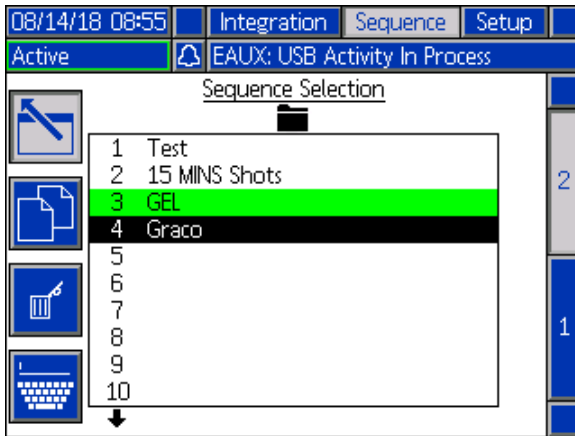 08/14/18 08:55 Integration Sequence Setup
Active EAUX: USB Activity In Process
Sequence Selection
1 Test
2 15 MINS Shots
3 GEL
4 Graco
5
6
7
8
9
10
2
1